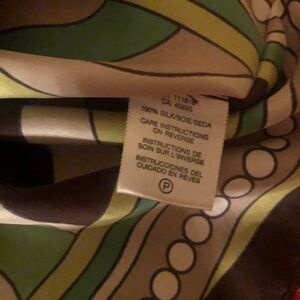 CA: 45855
100% SILK/SOIE/SEDA
CARE INSTRUCTIONS
ON REVERSE
INSTRUCTIONS DE
SOIN SUR L'INVERSE
INSTRUCCIONES DEL
CUIDADO EN REVES
P